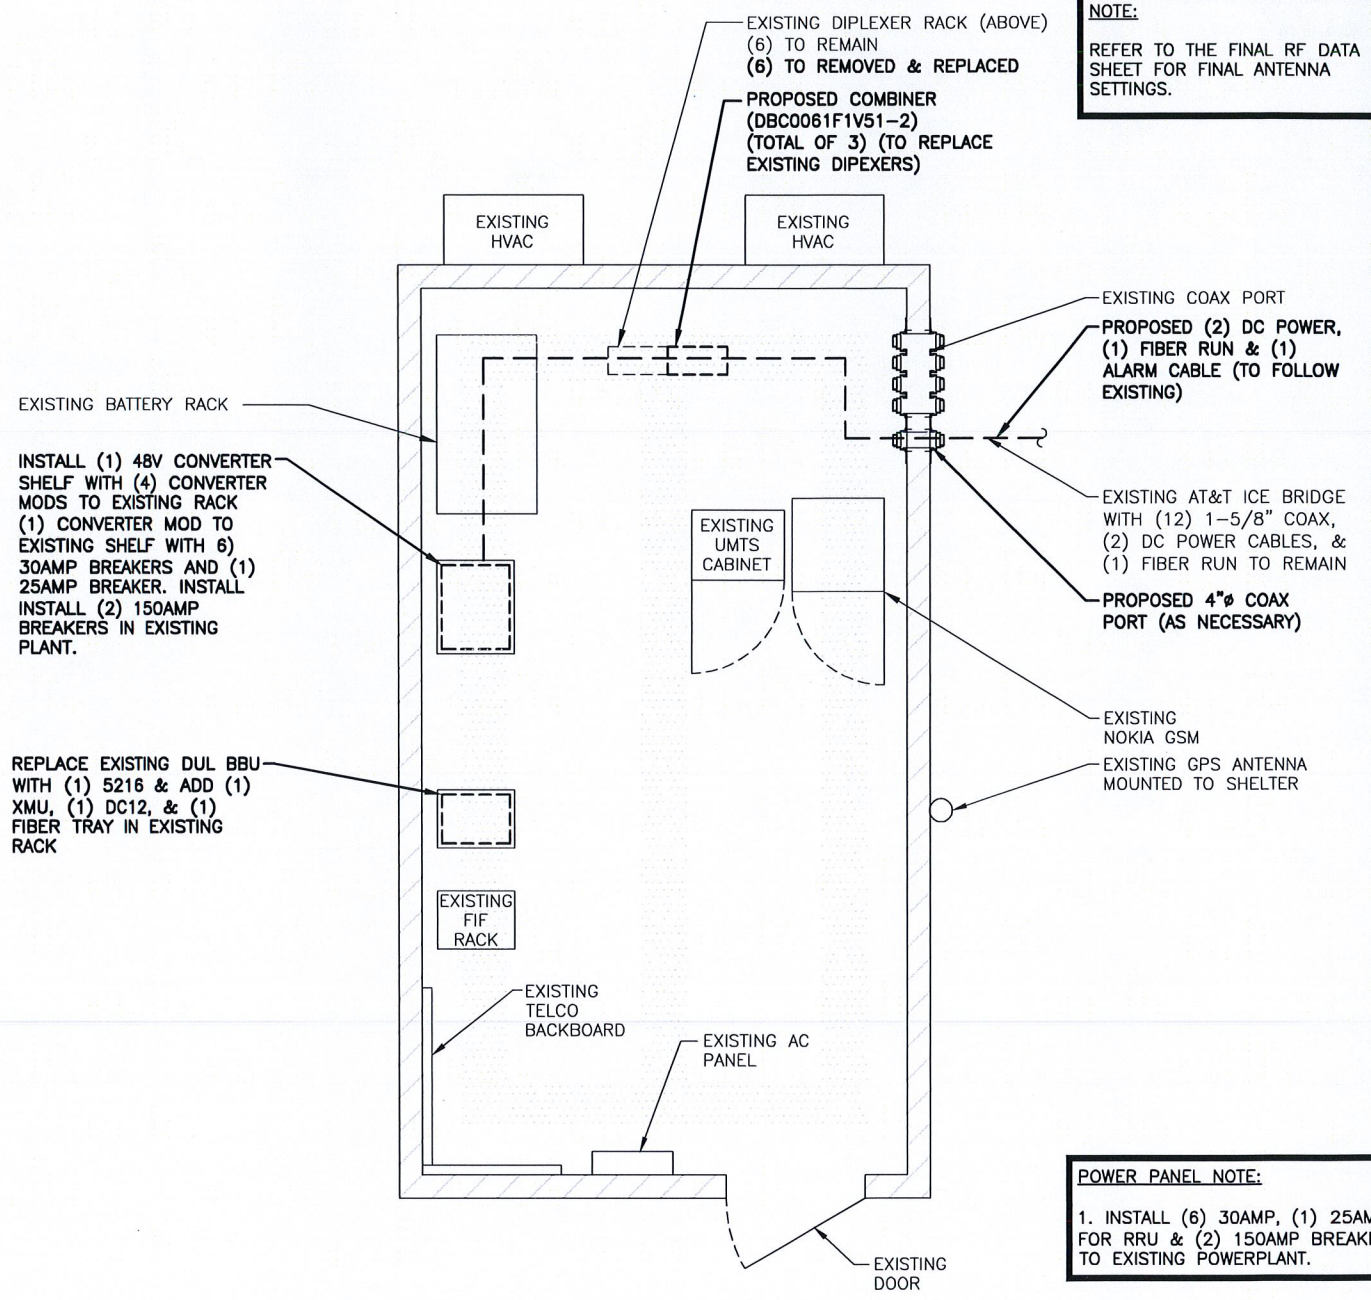 EXISTING DIPLEXER RACK (ABOVE)
(6) TO REMAIN
(6) TO REMOVED & REPLACED
PROPOSED COMBINER
(DBC0061F1V51-2)
(TOTAL OF 3) (TO REPLACE
EXISTING DIPEXERS)
NOTE:
REFER TO THE FINAL RF DATA
SHEET FOR FINAL ANTENNA
SETTINGS.
EXISTING
HVAC
EXISTING
HVAC
EXISTING COAX PORT
PROPOSED (2) DC POWER,
(1) FIBER RUN & (1)
ALARM CABLE (TO FOLLOW
EXISTING)
EXISTING BATTERY RACK
INSTALL (1) 48V CONVERTER
SHELF WITH (4) CONVERTER
MODS TO EXISTING RACK
(1) CONVERTER MOD TO
EXISTING SHELF WITH 6)
30AMP BREAKERS AND (1)
25AMP BREAKER. INSTALL
INSTALL (2) 150AMP
BREAKERS IN EXISTING
PLANT.
EXISTING
UMTS
CABINET
EXISTING AT&T ICE BRIDGE
WITH (12) 1-5/8" COAX,
(2) DC POWER CABLES, &
(1) FIBER RUN TO REMAIN
PROPOSED 4"ø COAX
PORT (AS NECESSARY)
EXISTING
NOKIA GSM
EXISTING GPS ANTENNA
MOUNTED TO SHELTER
REPLACE EXISTING DUL BBU
WITH (1) 5216 & ADD (1)
XMU, (1) DC12, & (1)
FIBER TRAY IN EXISTING
RACK
EXISTING
FIF
RACK
EXISTING
TELCO
BACKBOARD
EXISTING AC
PANEL
EXISTING
DOOR
POWER PANEL NOTE:
1. INSTALL (6) 30AMP, (1) 25AM
FOR RRU & (2) 150AMP BREAK
TO EXISTING POWERPLANT.